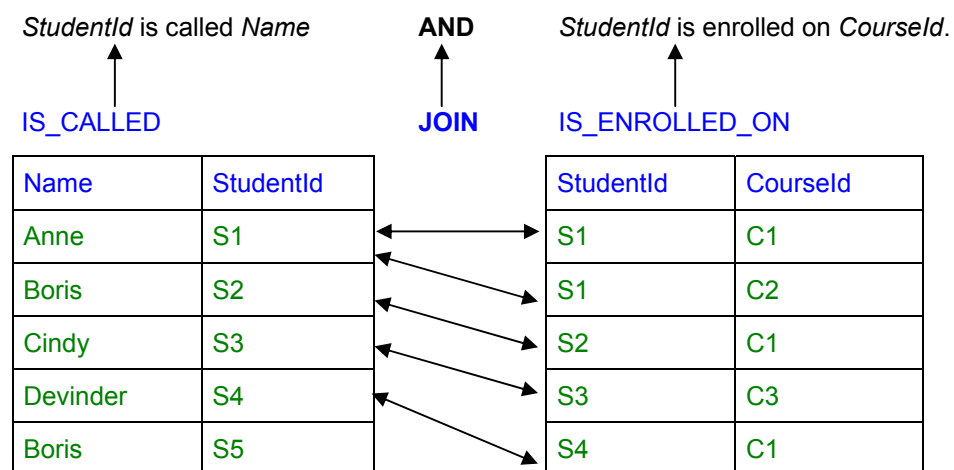 StudentId is called Name AND StudentId is enrolled on CourseId.
IS_CALLED JOIN IS_ENROLLED_ON
Name StudentId StudentId CourseId
Anne S1 S1 C1
Boris S2 S1 C2
Cindy S3 S2 C1
Devinder S4 S3 C3
Boris S5 S4 C1